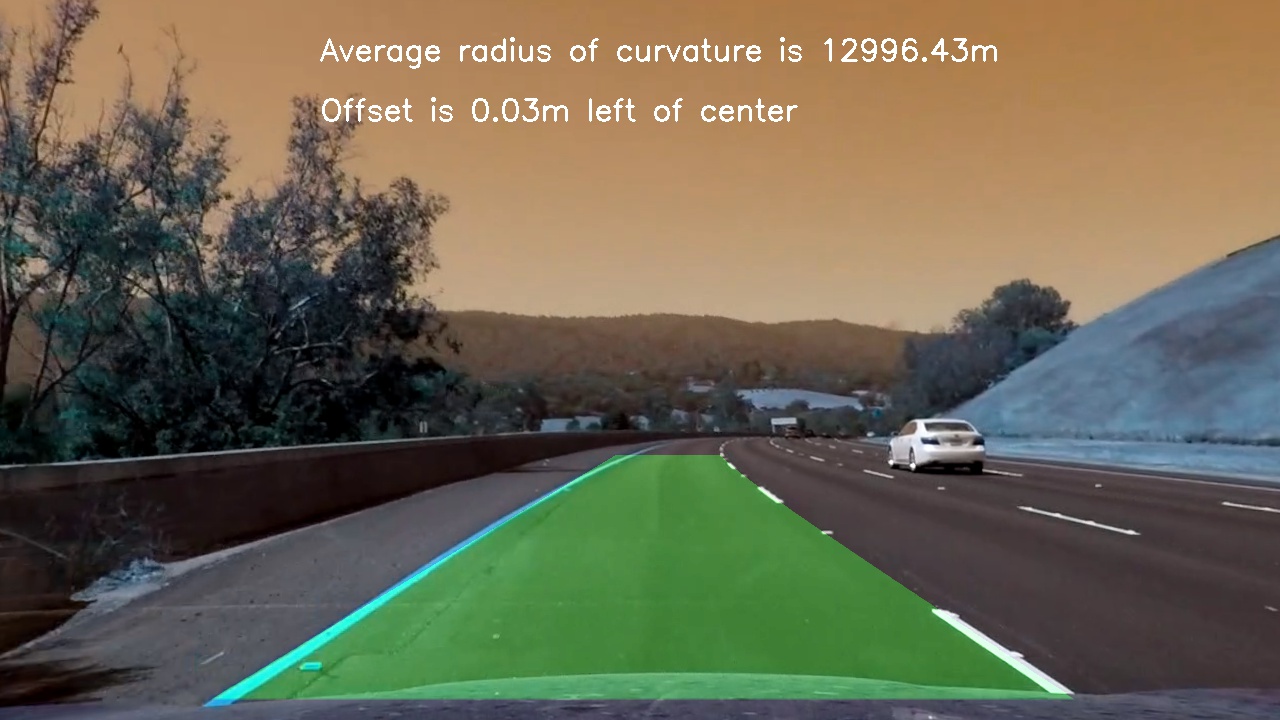 Average radius of curvature is 12996.43m
Offset is 0.03m left of center